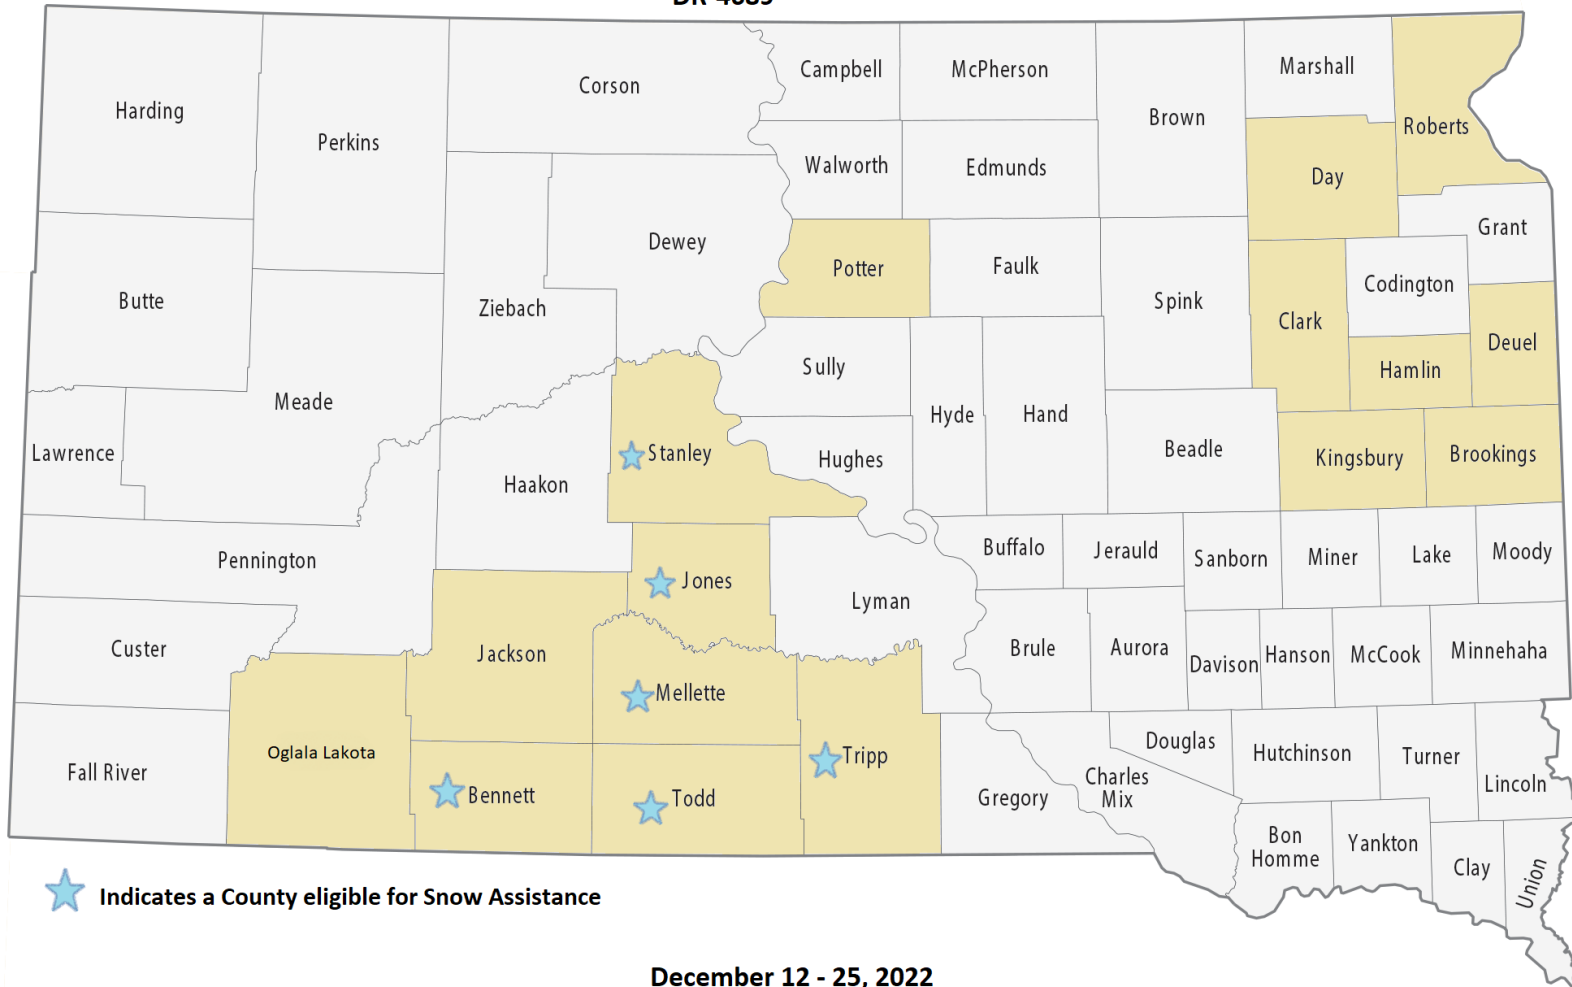 DR-4689
Harding
Perkins
Corson
Campbell
McPherson
Brown
Marshall
Roberts
Walworth
Edmunds
Day
Grant
Butte
Ziebach
Dewey
Potter
Faulk
Spink
Clark
Codington
Hamlin
Deuel
Meade
Sully
Hyde
Hand
Lawrence
Haakon
Stanley
Hughes
Beadle
Kingsbury
Brookings
Pennington
Jones
Lyman
Buffalo
Jerauld
Sanborn
Miner
Lake
Moody
Custer
Jackson
Mellette
Brule
Aurora
Davison
Hanson
McCook
Minnehaha
Fall River
Oglala Lakota
Bennett
Todd
Tripp
Gregory
Charles
Mix
Douglas
Hutchinson
Turner
Lincoln
Bon
Homme
Yankton
Clay
Union
Indicates a County eligible for Snow Assistance
December 12 - 25, 2022